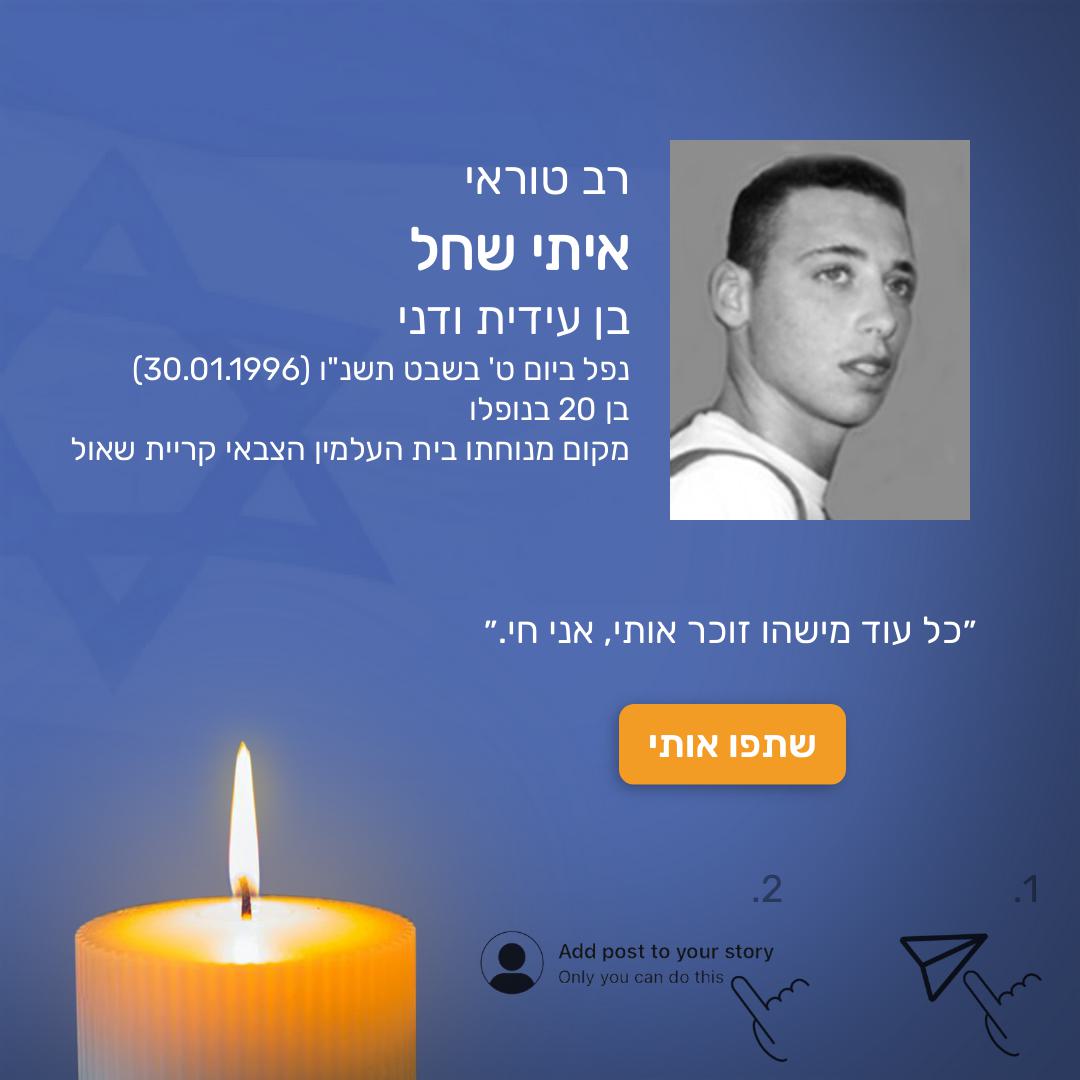 רב טוראי
איתי שחל
בן עידית ודני
נפל ביום ט' בשבט תשנ"ו (30.01.1996)
בן 20 בנופלו
מקום מנוחתו בית העלמין הצבאי קריית שאול
״כל עוד מישהו זוכר אותי, אני חי.״
שתפו אותי
.1
.2
Add post to your story
Only you can do this